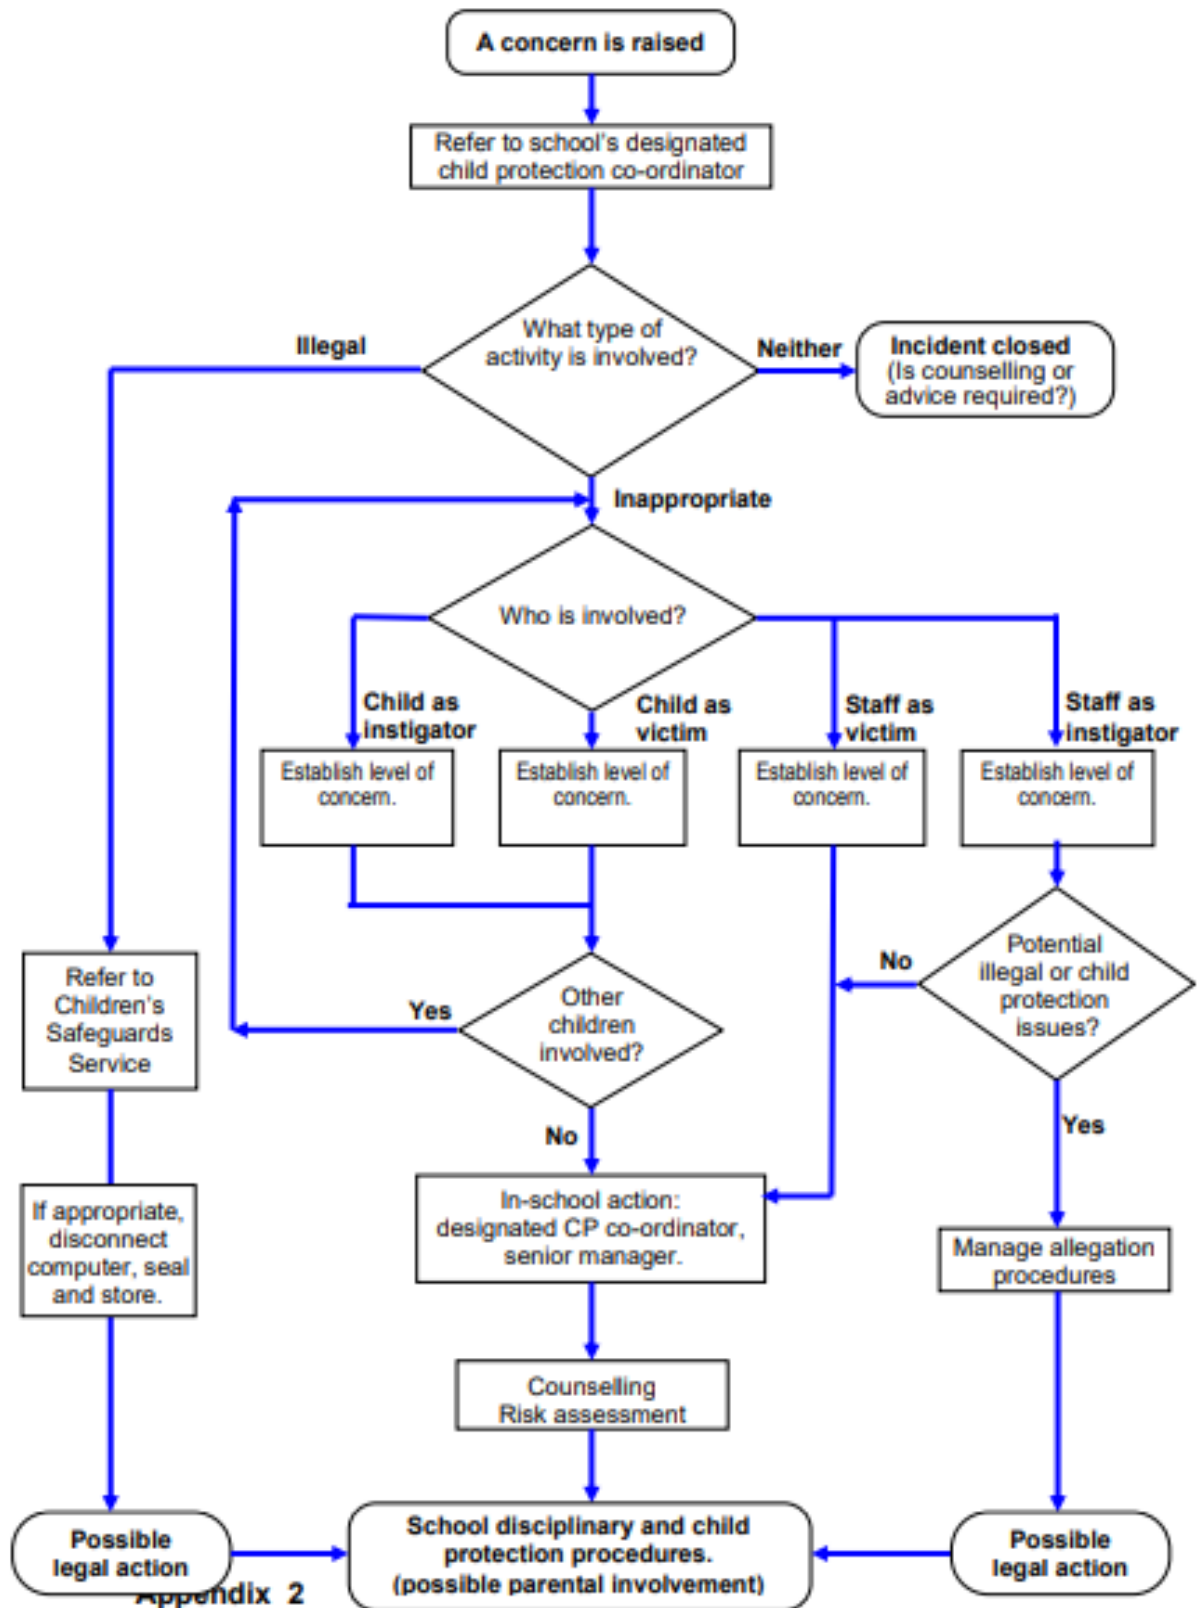 A concern is raised
Refer to school's designated
child protection co-ordinator
What type of
activity is involved?
Illegal
Neither
Incident closed
(Is counselling or
advice required?)
Inappropriate
Who is involved?
Child as
instigator
Child as
victim
Staff as
victim
Staff as
instigator
Establish level of
concern.
Establish level of
concern.
Establish level of
concern.
Establish level of
concern.
Refer to
Children's
Safeguards
Service
Yes
Other
children
involved?
No
Potential
illegal or child
protection
issues?
No
Yes
If appropriate,
disconnect
computer, seal
and store.
In-school action:
designated CP co-ordinator,
senior manager.
Manage allegation
procedures
Counselling
Risk assessment
Possible
legal action
School disciplinary and child
protection procedures.
(possible parental involvement)
Possible
legal action
Appendix 2